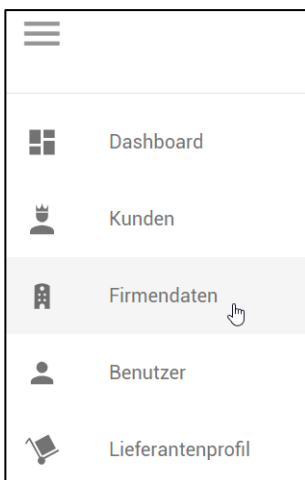 Dashboard
Kunden
Firmendaten
Benutzer
Lieferantenprofil